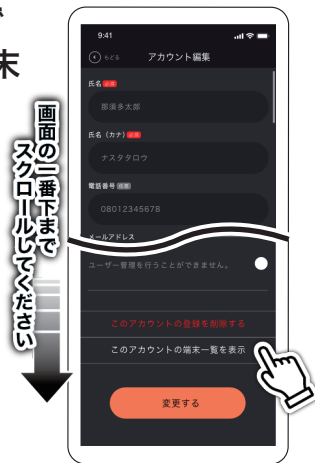 末
画面の一番下まで
スクロールしてください
9:41
もどる
アカウント編集
氏名 必須
那須多太郎
氏名（カナ） 必須
ナスタタロウ
電話番号 任意
08012345678
メールアドレス
ユーザー管理を行うことができません。
このアカウントの登録を削除する
このアカウントの端末一覧を表示
変更する